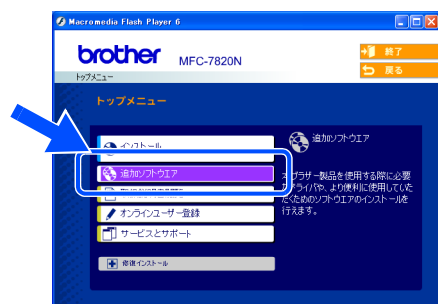 Macromedia Flash Player 6
brother
MFC-7820N
終了
戻る
トップメニュー
トップメニュー
インストール
追加ソフトウエア
オンラインユーザー登録
サービスとサポート
修復インストール
追加ソフトウエア
ブラザー製品を使用する際に必要
なドライバや、より便利に使用していた
だくためのソフトウエアのインストールを
行えます。